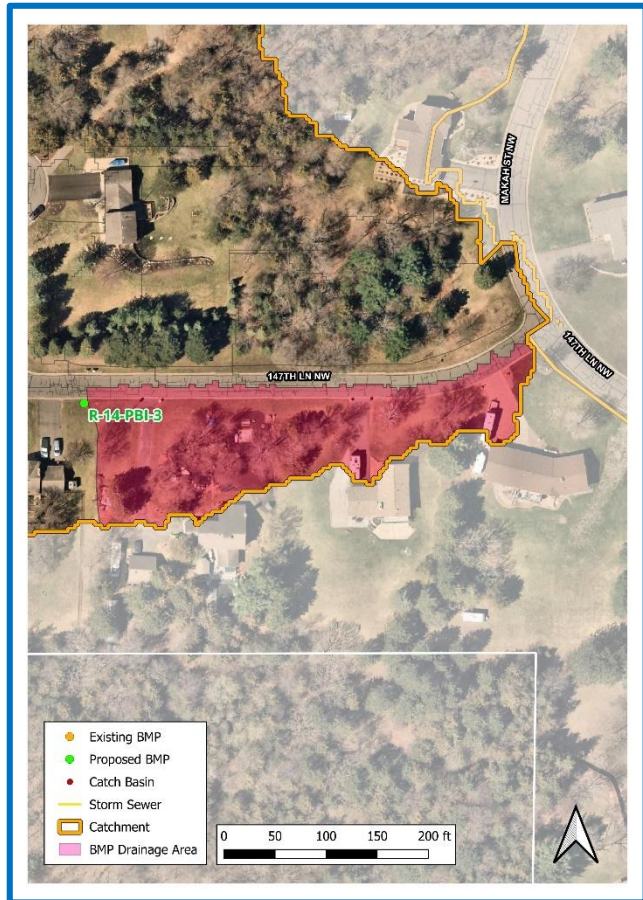 MAKAH ST NW
147TH LN NW
147TH LN NW
R-14-PBI-3
Existing BMP
Proposed BMP
Catch Basin
Storm Sewer
Catchment
BMP Drainage Area
0 50 100 150 200 ft